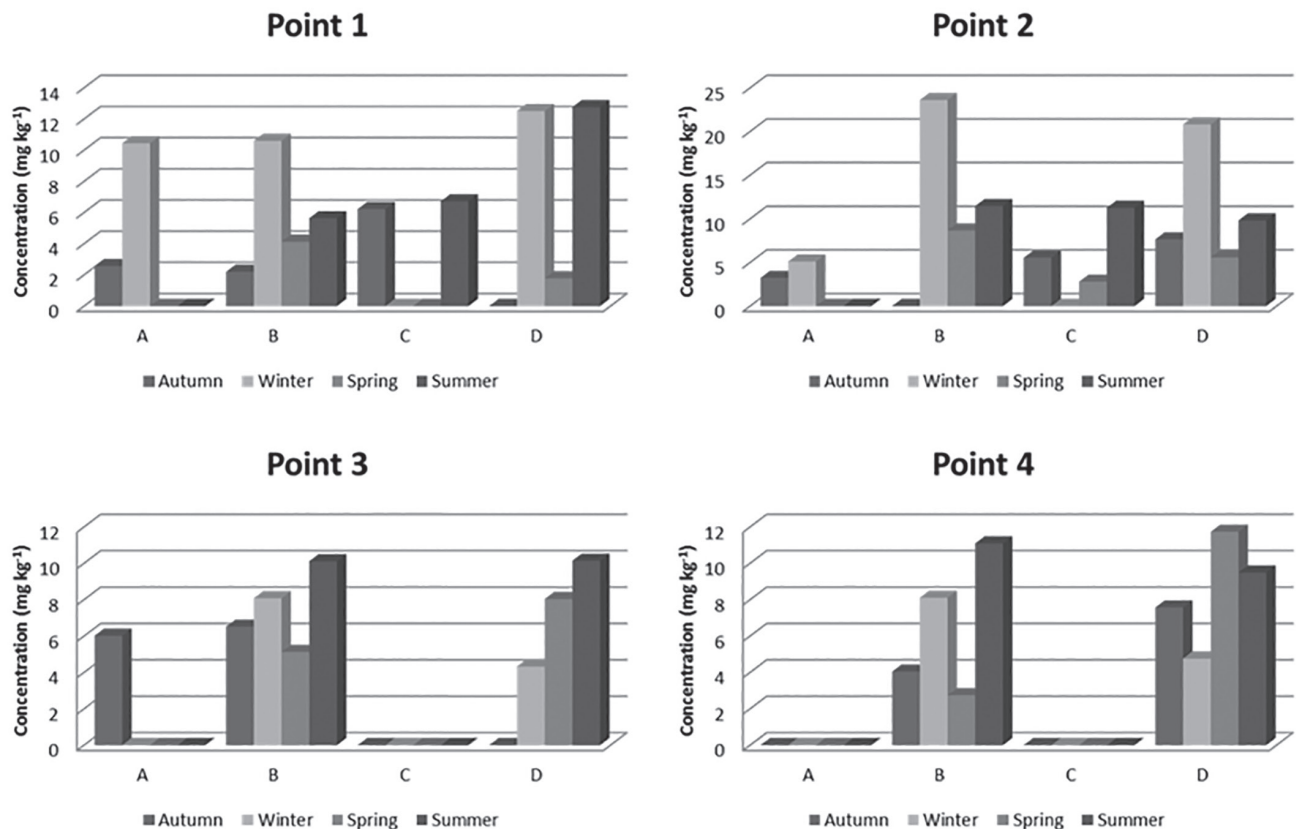 Point 1
Concentration (mg kg⁻¹)
14
12
10
8
6
4
2
0
A B C D
Autumn Winter Spring Summer
Point 2
Concentration (mg kg⁻¹)
25
20
15
10
5
0
A B C D
Autumn Winter Spring Summer
Point 3
Concentration (mg kg⁻¹)
12
10
8
6
4
2
0
A B C D
Autumn Winter Spring Summer
Point 4
Concentration (mg kg⁻¹)
12
10
8
6
4
2
0
A B C D
Autumn Winter Spring Summer